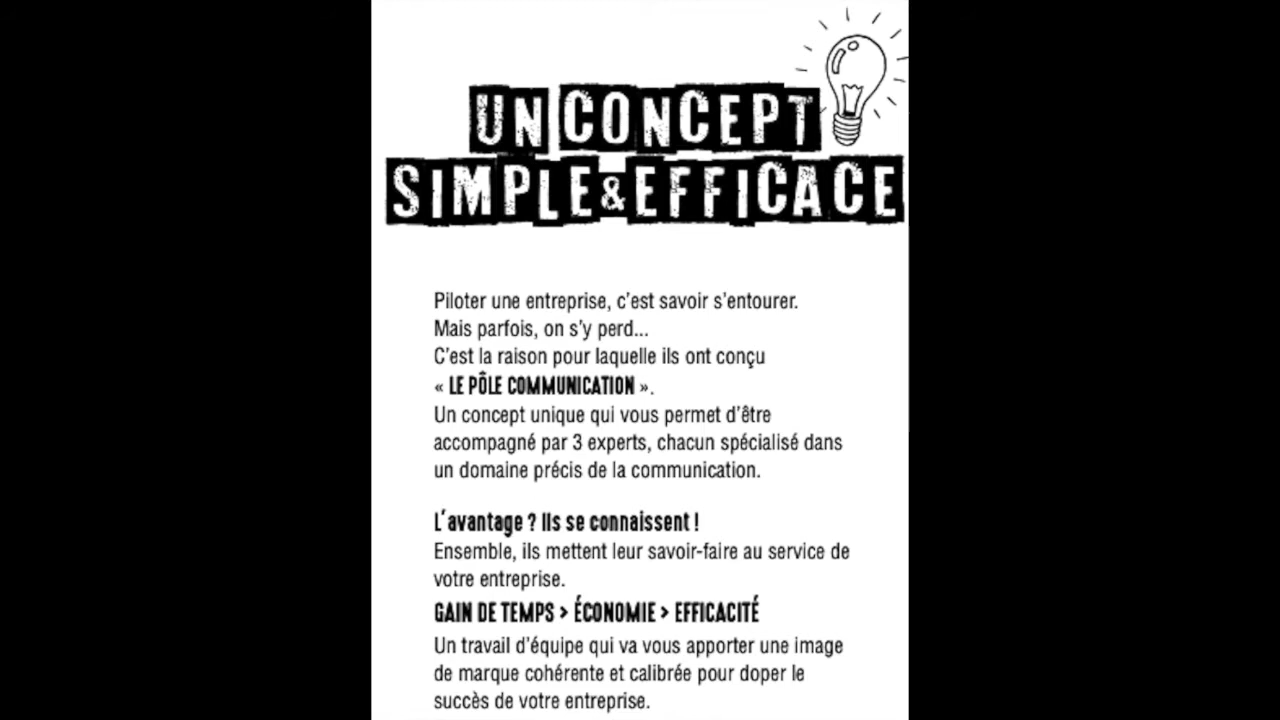 UN CONCEPT
SIMPLE & EFFICACE
Piloter une entreprise, c'est savoir s'entourer.
Mais parfois, on s'y perd...
C'est la raison pour laquelle ils ont conçu
« LE PÔLE COMMUNICATION ».
Un concept unique qui vous permet d'être
accompagné par 3 experts, chacun spécialisé dans
un domaine précis de la communication.
L'avantage ? Ils se connaissent !
Ensemble, ils mettent leur savoir-faire au service de
votre entreprise.
GAIN DE TEMPS > ÉCONOMIE > EFFICACITÉ
Un travail d'équipe qui va vous apporter une image
de marque cohérente et calibrée pour doper le
succès de votre entreprise.